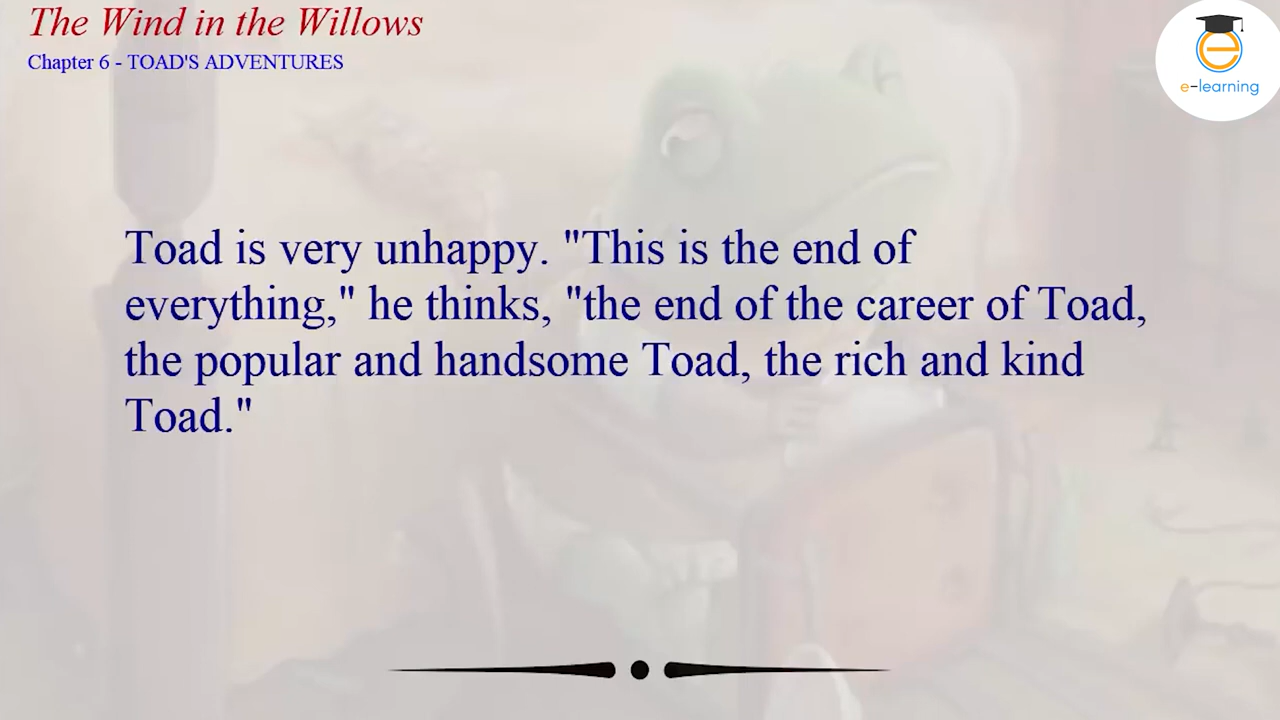 The Wind in the Willows
Chapter 6 - TOAD'S ADVENTURES
e-learning
Toad is very unhappy. "This is the end of
everything," he thinks, "the end of the career of Toad,
the popular and handsome Toad, the rich and kind
Toad."